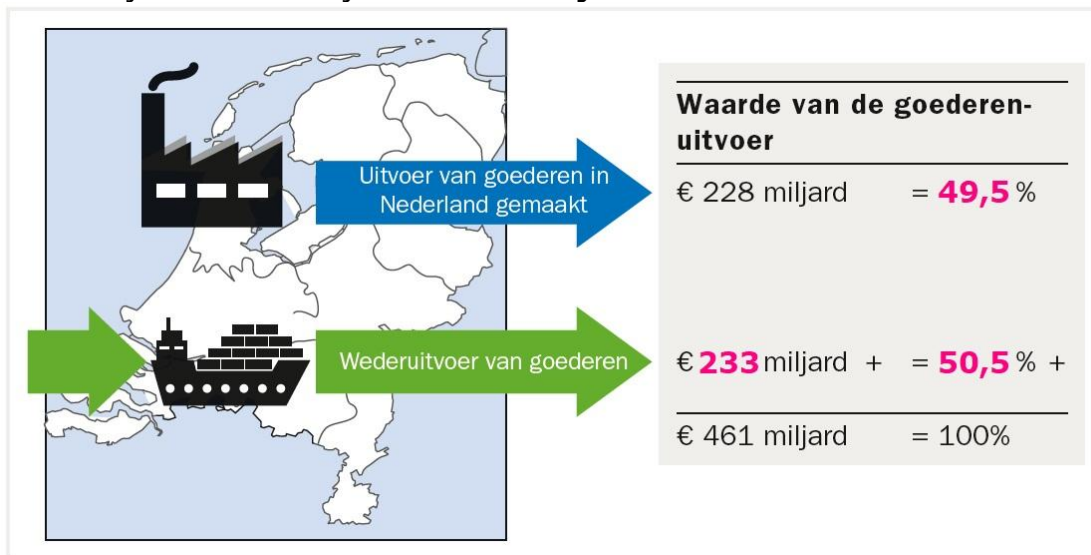 Waarde van de goederen-
uitvoer
Uitvoer van goederen in
Nederland gemaakt
€ 228 miljard = 49,5 %
Wederuitvoer van goederen
€ 233 miljard + = 50,5 % +
€ 461 miljard = 100%